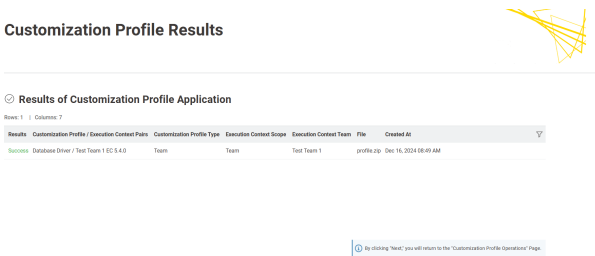 Customization Profile Results
Results of Customization Profile Application
Rows: 1 | Columns: 7
Results Customization Profile / Execution Context Pairs Customization Profile Type Execution Context Scope Execution Context Team File Created At
Success Database Driver / Test Team 1 EC 5.4.0 Team Team Test Team 1 profile.zip Dec 16, 2024 08:49 AM
By clicking "Next," you will return to the "Customization Profile Operations" Page.